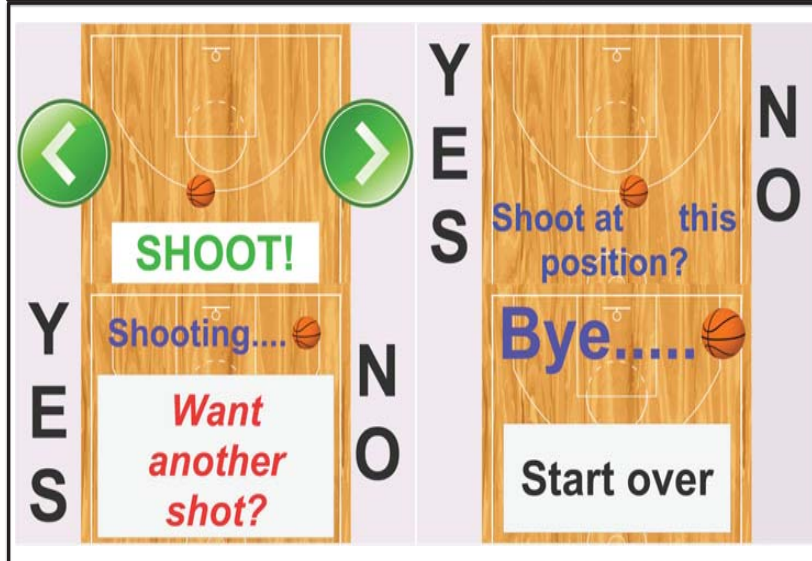 SHOOT!
YES
NO
Shoot at this
position?
YES
NO
Shooting....
Want
another
shot?
Bye.....
Start over